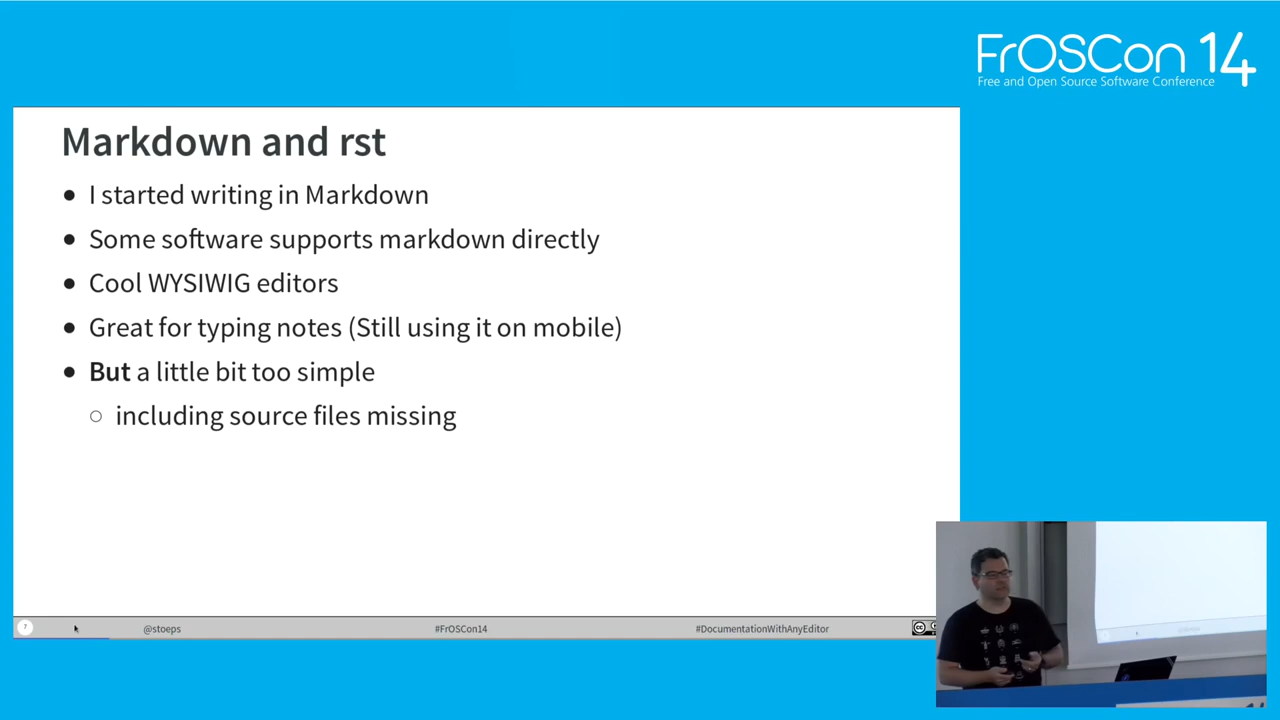 FrOSCon 14
Free and Open Source Software Conference
Markdown and rst
I started writing in Markdown
Some software supports markdown directly
Cool WYSIWIG editors
Great for typing notes (Still using it on mobile)
But a little bit too simple
including source files missing
7
@stoeps
#FrOSCon14
#DocumentationWithAnyEditor
cc